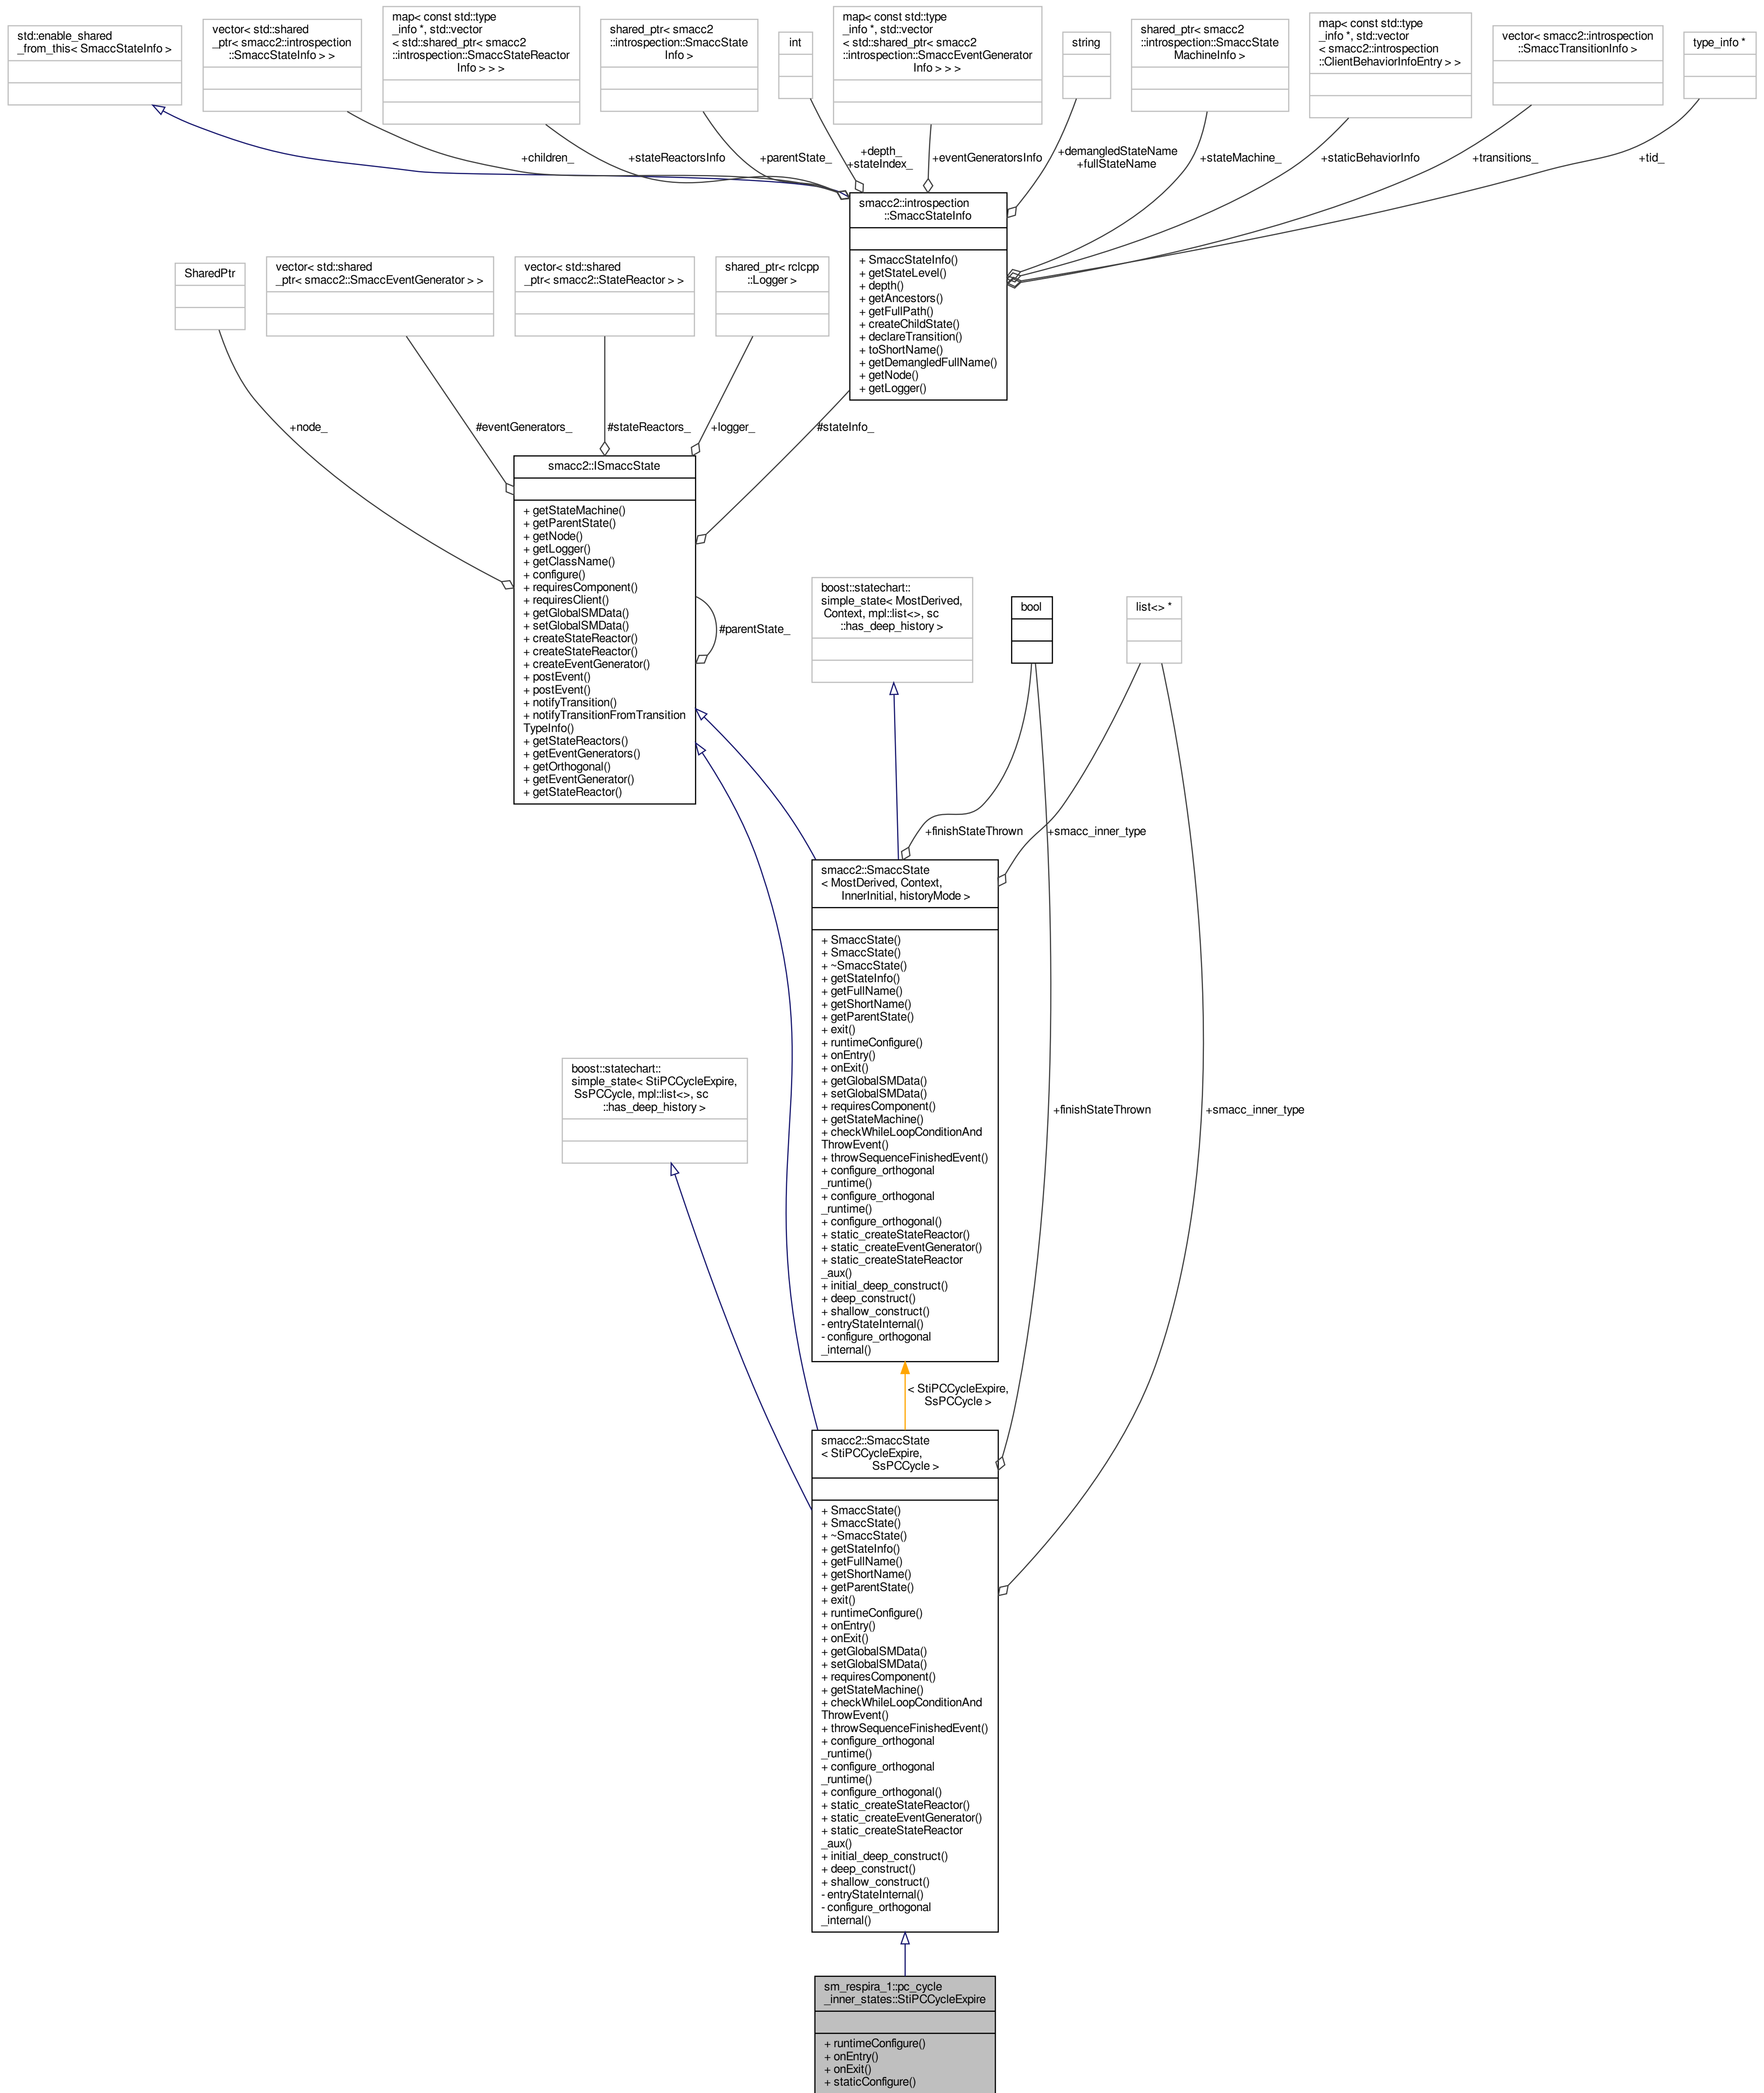 std::enable_shared
_from_this< SmaccStateInfo >
vector< std::shared
_ptr< smacc2::introspection
::SmaccStateInfo > >
map< const std::type
_info *, std::vector
< std::shared_ptr< smacc2
::introspection::SmaccStateReactor
Info > > >
shared_ptr< smacc2
::introspection::SmaccState
Info >
int
map< const std::type
_info *, std::vector
< std::shared_ptr< smacc2
::introspection::SmaccEventGenerator
Info > > >
string
shared_ptr< smacc2
::introspection::SmaccState
MachineInfo >
map< const std::type
_info *, std::vector
< smacc2::introspection
::ClientBehaviorInfoEntry > >
vector< smacc2::introspection
::SmaccTransitionInfo >
type_info *
+children_
+stateReactorsInfo
+parentState_
+depth_
+stateIndex_
+eventGeneratorsInfo
+demangledStateName
+fullStateName
+stateMachine_
+staticBehaviorInfo
+transitions_
+tid_
smacc2::introspection
::SmaccStateInfo
+ SmaccStateInfo()
+ getStateLevel()
+ depth()
+ getAncestors()
+ getFullPath()
+ createChildState()
+ declareTransition()
+ toShortName()
+ getDemangledFullName()
+ getNode()
+ getLogger()
SharedPtr
vector< std::shared
_ptr< smacc2::SmaccEventGenerator > >
vector< std::shared
_ptr< smacc2::StateReactor > >
shared_ptr< rclcpp
::Logger >
+node_
#eventGenerators_
#stateReactors_
+logger_
#stateInfo_
smacc2::ISmaccState
+ getStateMachine()
+ getParentState()
+ getNode()
+ getLogger()
+ getClassName()
+ configure()
+ requiresComponent()
+ requiresClient()
+ getGlobalSMData()
+ setGlobalSMData()
+ createStateReactor()
+ createStateReactor()
+ createEventGenerator()
+ postEvent()
+ postEvent()
+ notifyTransition()
+ notifyTransitionFromTransition
TypeInfo()
+ getStateReactors()
+ getEventGenerators()
+ getOrthogonal()
+ getEventGenerator()
+ getStateReactor()
#parentState_
boost::statechart::
simple_state< MostDerived,
Context, mpl::list<>, sc
::has_deep_history >
bool
list<> *
+finishStateThrown
+smacc_inner_type
smacc2::SmaccState
< MostDerived, Context,
InnerInitial, historyMode >
+ SmaccState()
+ SmaccState()
+ ~SmaccState()
+ getStateInfo()
+ getFullName()
+ getShortName()
+ getParentState()
+ exit()
+ runtimeConfigure()
+ onEntry()
+ onExit()
+ getGlobalSMData()
+ setGlobalSMData()
+ requiresComponent()
+ getStateMachine()
+ checkWhileLoopConditionAnd
ThrowEvent()
+ throwSequenceFinishedEvent()
+ configure_orthogonal
_runtime()
+ configure_orthogonal
_runtime()
+ configure_orthogonal()
+ static_createStateReactor()
+ static_createEventGenerator()
+ static_createStateReactor
_aux()
+ initial_deep_construct()
+ deep_construct()
+ shallow_construct()
- entryStateInternal()
- configure_orthogonal
_internal()
boost::statechart::
simple_state< StiPCCycleExpire,
SsPCCycle, mpl::list<>, sc
::has_deep_history >
+finishStateThrown
+smacc_inner_type
< StiPCCycleExpire,
SsPCCycle >
smacc2::SmaccState
< StiPCCycleExpire,
SsPCCycle >
+ SmaccState()
+ SmaccState()
+ ~SmaccState()
+ getStateInfo()
+ getFullName()
+ getShortName()
+ getParentState()
+ exit()
+ runtimeConfigure()
+ onEntry()
+ onExit()
+ getGlobalSMData()
+ setGlobalSMData()
+ requiresComponent()
+ getStateMachine()
+ checkWhileLoopConditionAnd
ThrowEvent()
+ throwSequenceFinishedEvent()
+ configure_orthogonal
_runtime()
+ configure_orthogonal
_runtime()
+ configure_orthogonal()
+ static_createStateReactor()
+ static_createEventGenerator()
+ static_createStateReactor
_aux()
+ initial_deep_construct()
+ deep_construct()
+ shallow_construct()
- entryStateInternal()
- configure_orthogonal
_internal()
sm_respira_1::pc_cycle
_inner_states::StiPCCycleExpire
+ runtimeConfigure()
+ onEntry()
+ onExit()
+ staticConfigure()